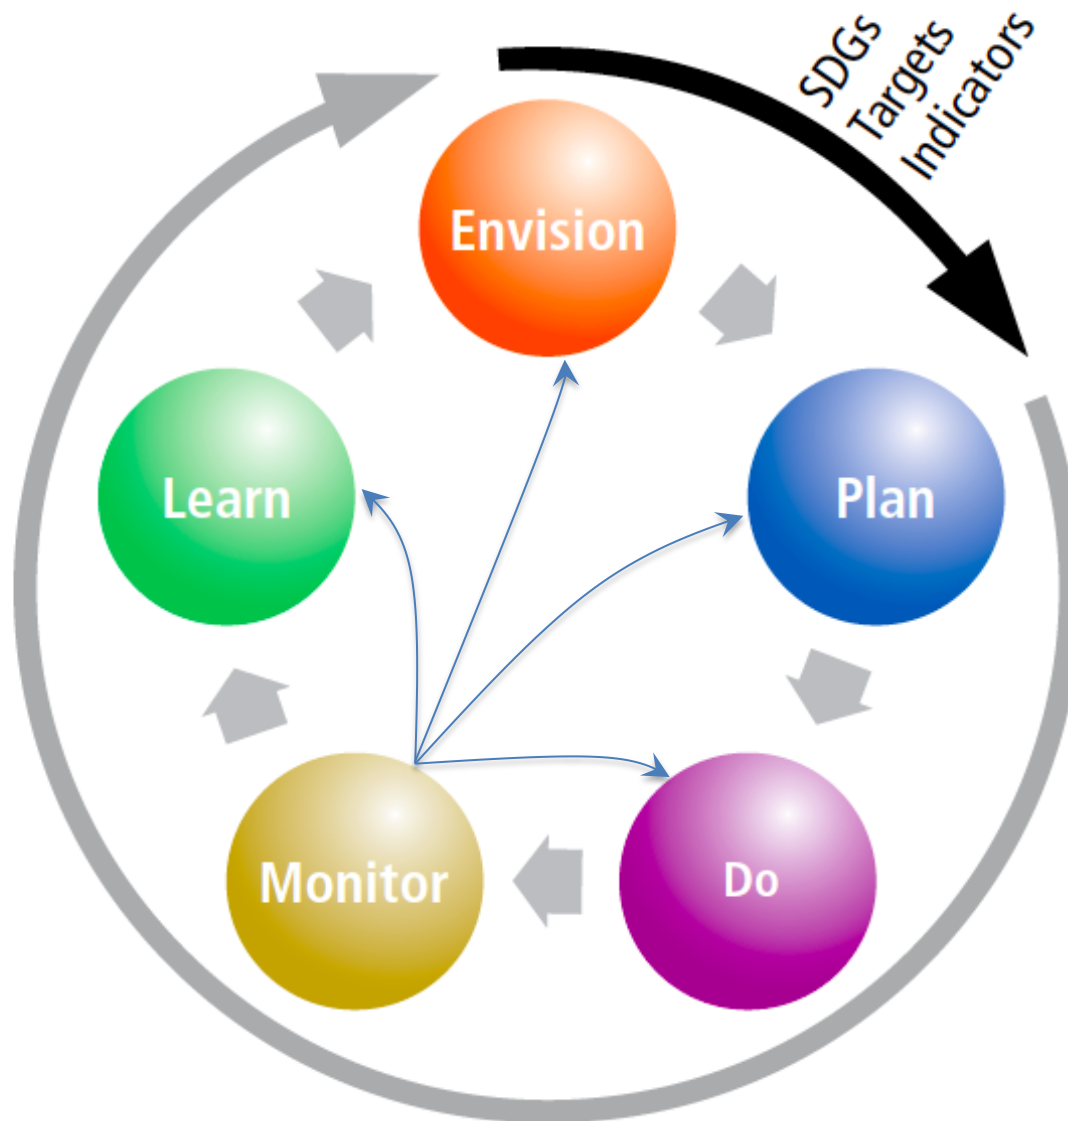 SDGs
Targets
Indicators
Envision
Learn
Plan
Monitor
Do